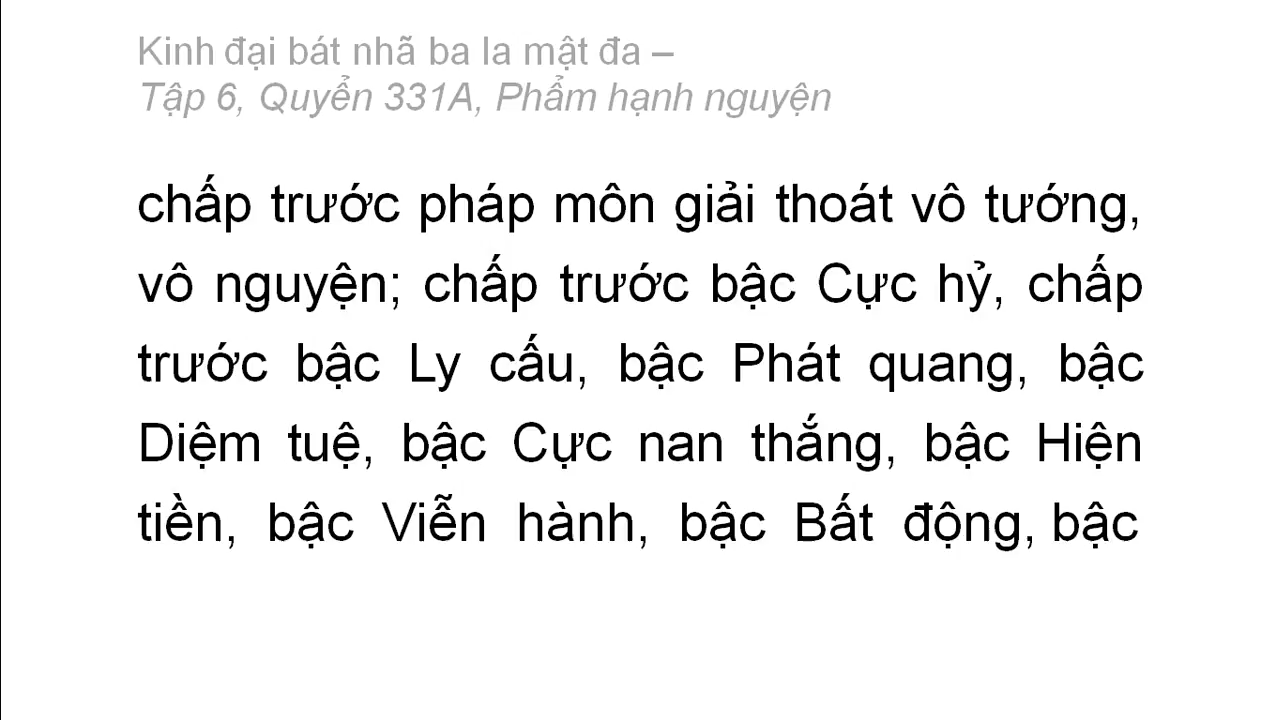 Kinh đại bát nhã ba la mật đa –
Tập 6, Quyển 331A, Phẩm hạnh nguyện
chấp trước pháp môn giải thoát vô tướng,
vô nguyện; chấp trước bậc Cực hỷ, chấp
trước bậc Ly cấu, bậc Phát quang, bậc
Diệm tuệ, bậc Cực nan thắng, bậc Hiện
tiền, bậc Viễn hành, bậc Bất động, bậc